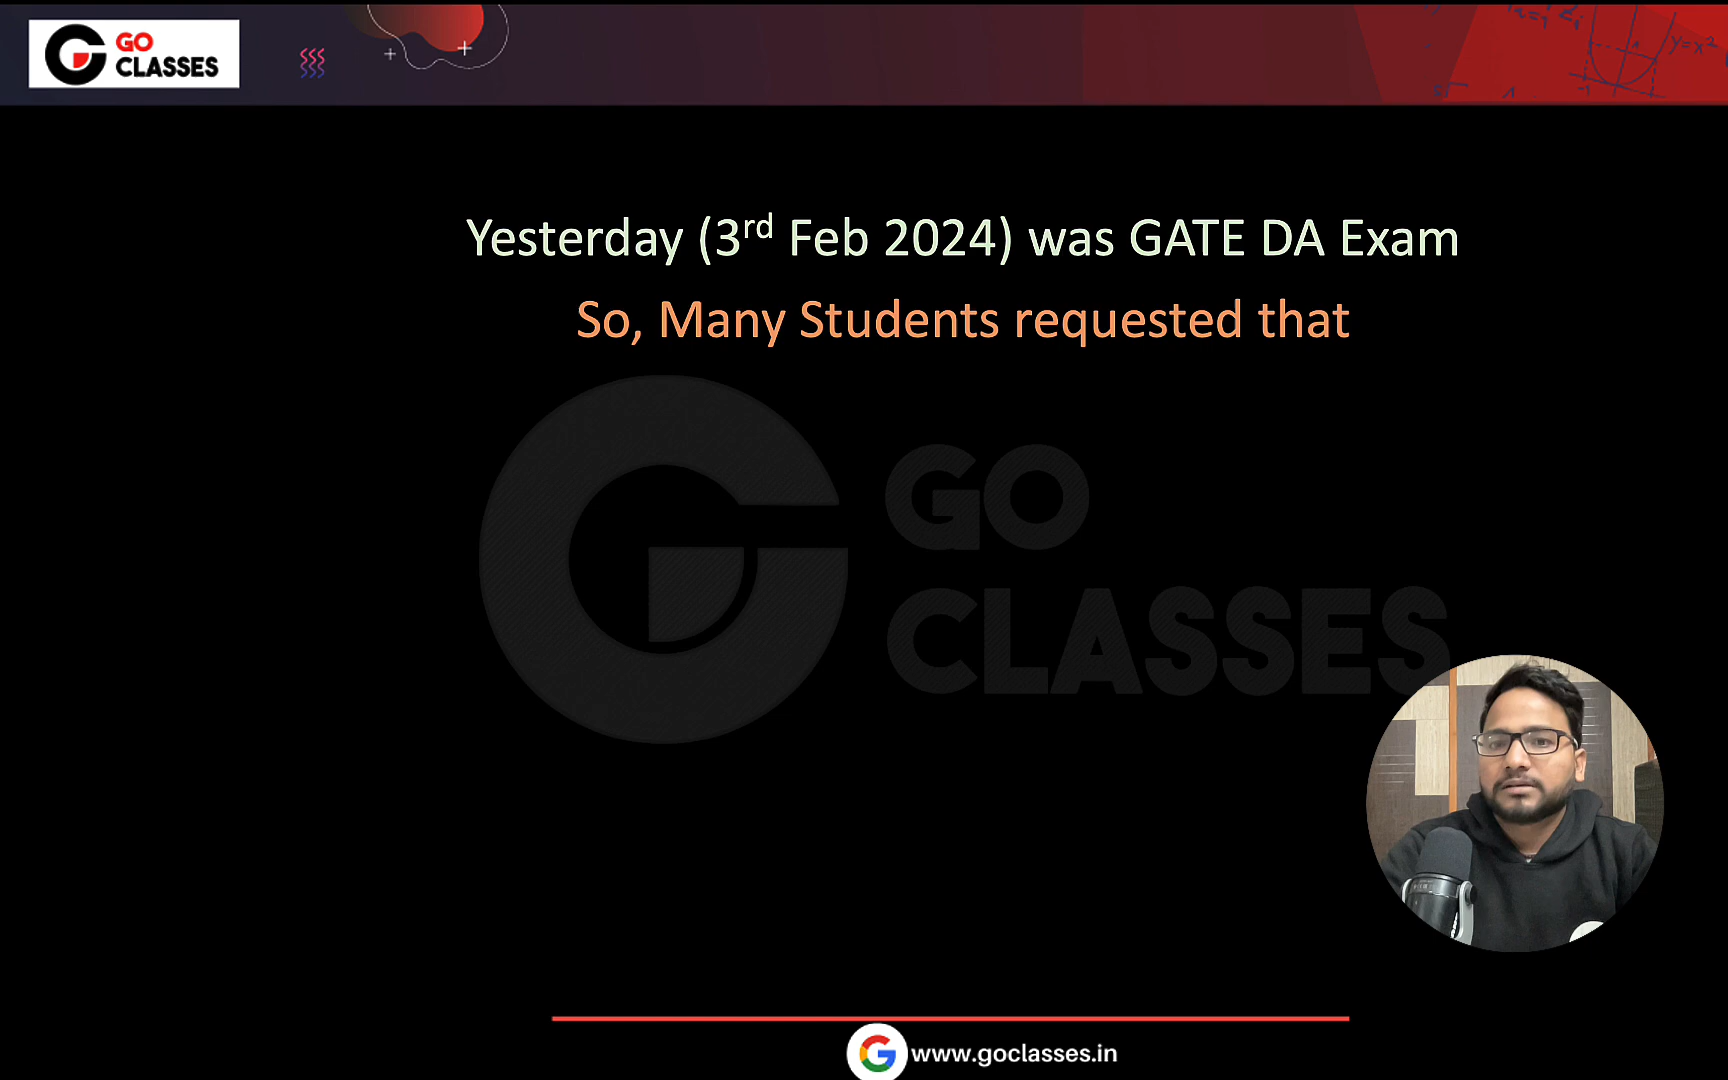 GO
CLASSES
y=x²
Yesterday (3rd Feb 2024) was GATE DA Exam
So, Many Students requested that
GO
CLASSES
www.goclasses.in